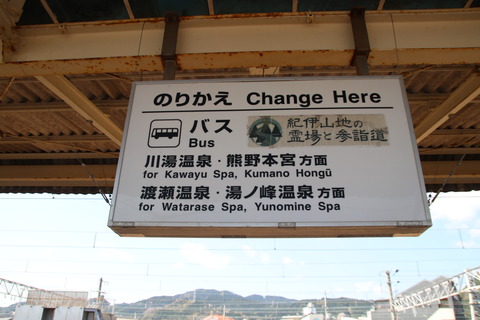 のりかえ Change Here
バス
Bus
紀伊山地の
霊場と参詣道
川湯温泉・熊野本宮方面
for Kawayu Spa, Kumano Hongū
渡瀬温泉・湯ノ峰温泉方面
for Watarase Spa, Yunomine Spa